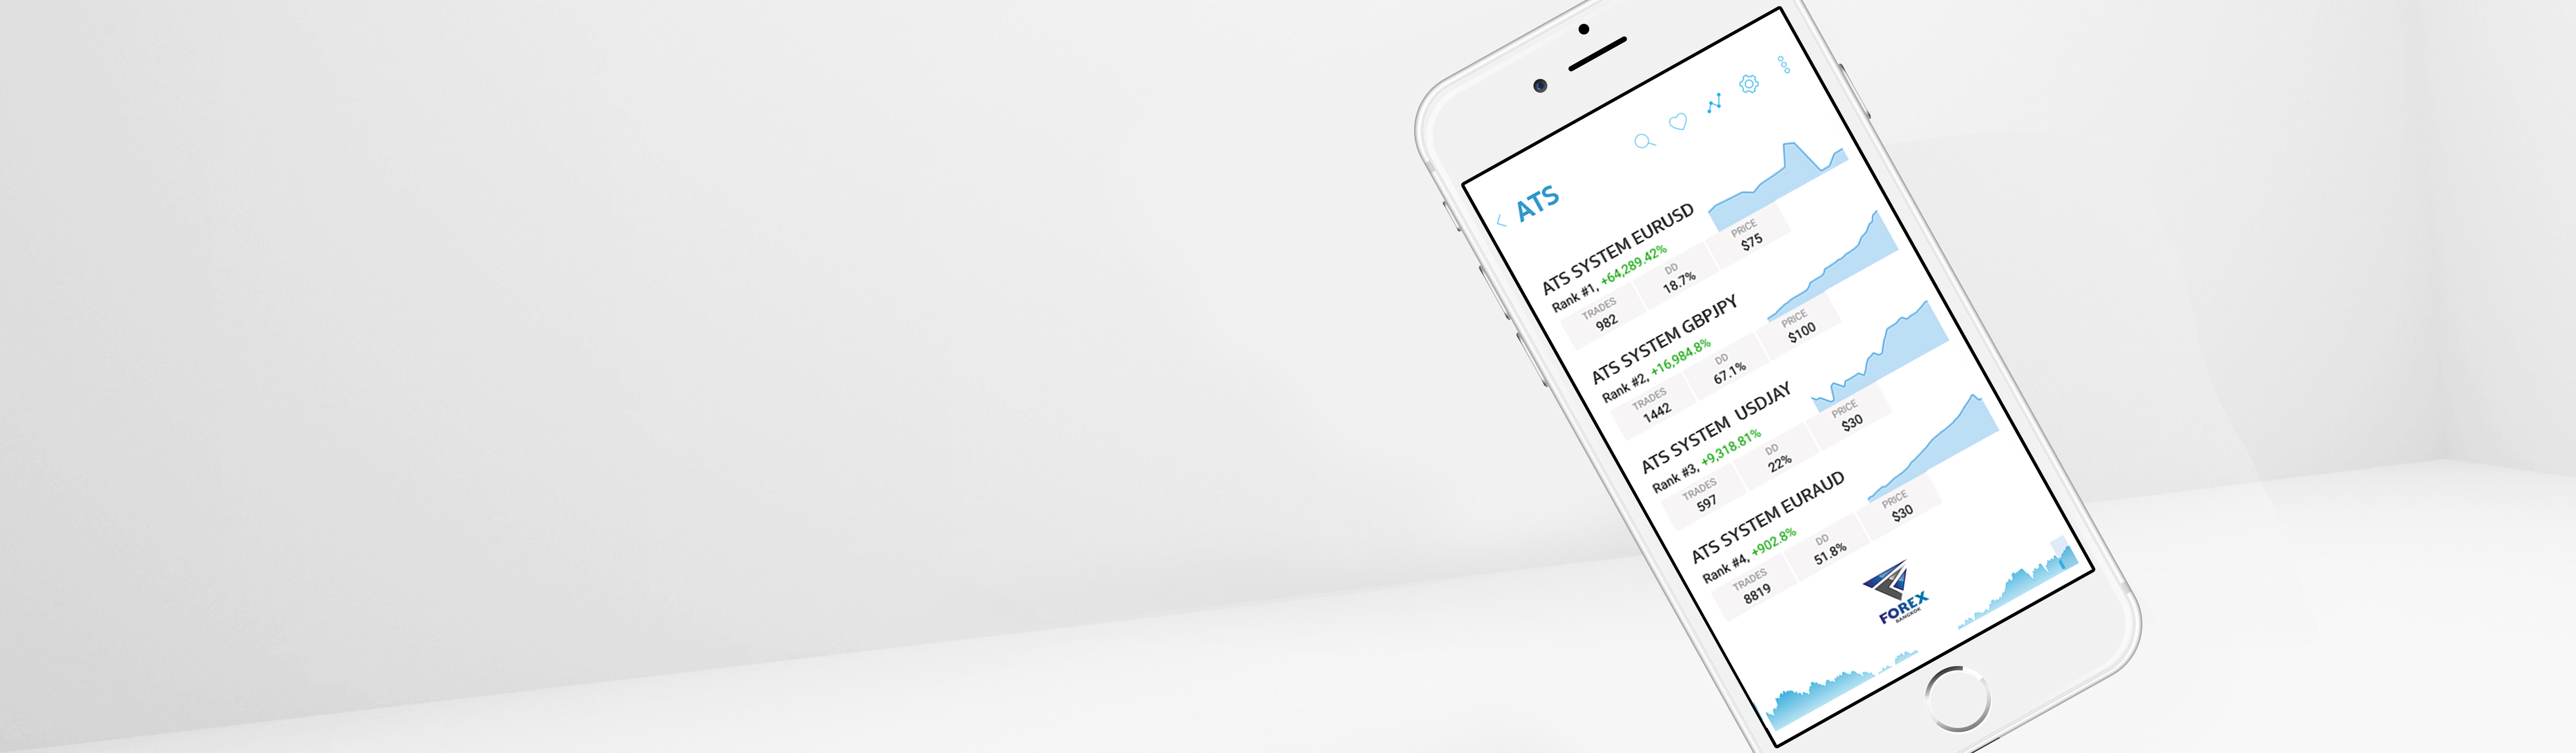 ATS
ATS SYSTEM EURUSD
Rank #1, +64,289.42%
TRADES DD PRICE
982 18.7% $75
ATS SYSTEM GBPJPY
Rank #2, +16,984.8%
TRADES DD PRICE
1442 67.1% $100
ATS SYSTEM USDJAY
Rank #3, +9,318.81%
TRADES DD PRICE
597 22% $30
ATS SYSTEM EURAUD
Rank #4, +902.8%
TRADES DD PRICE
8819 51.8% $30
FOREX
BANGKOK